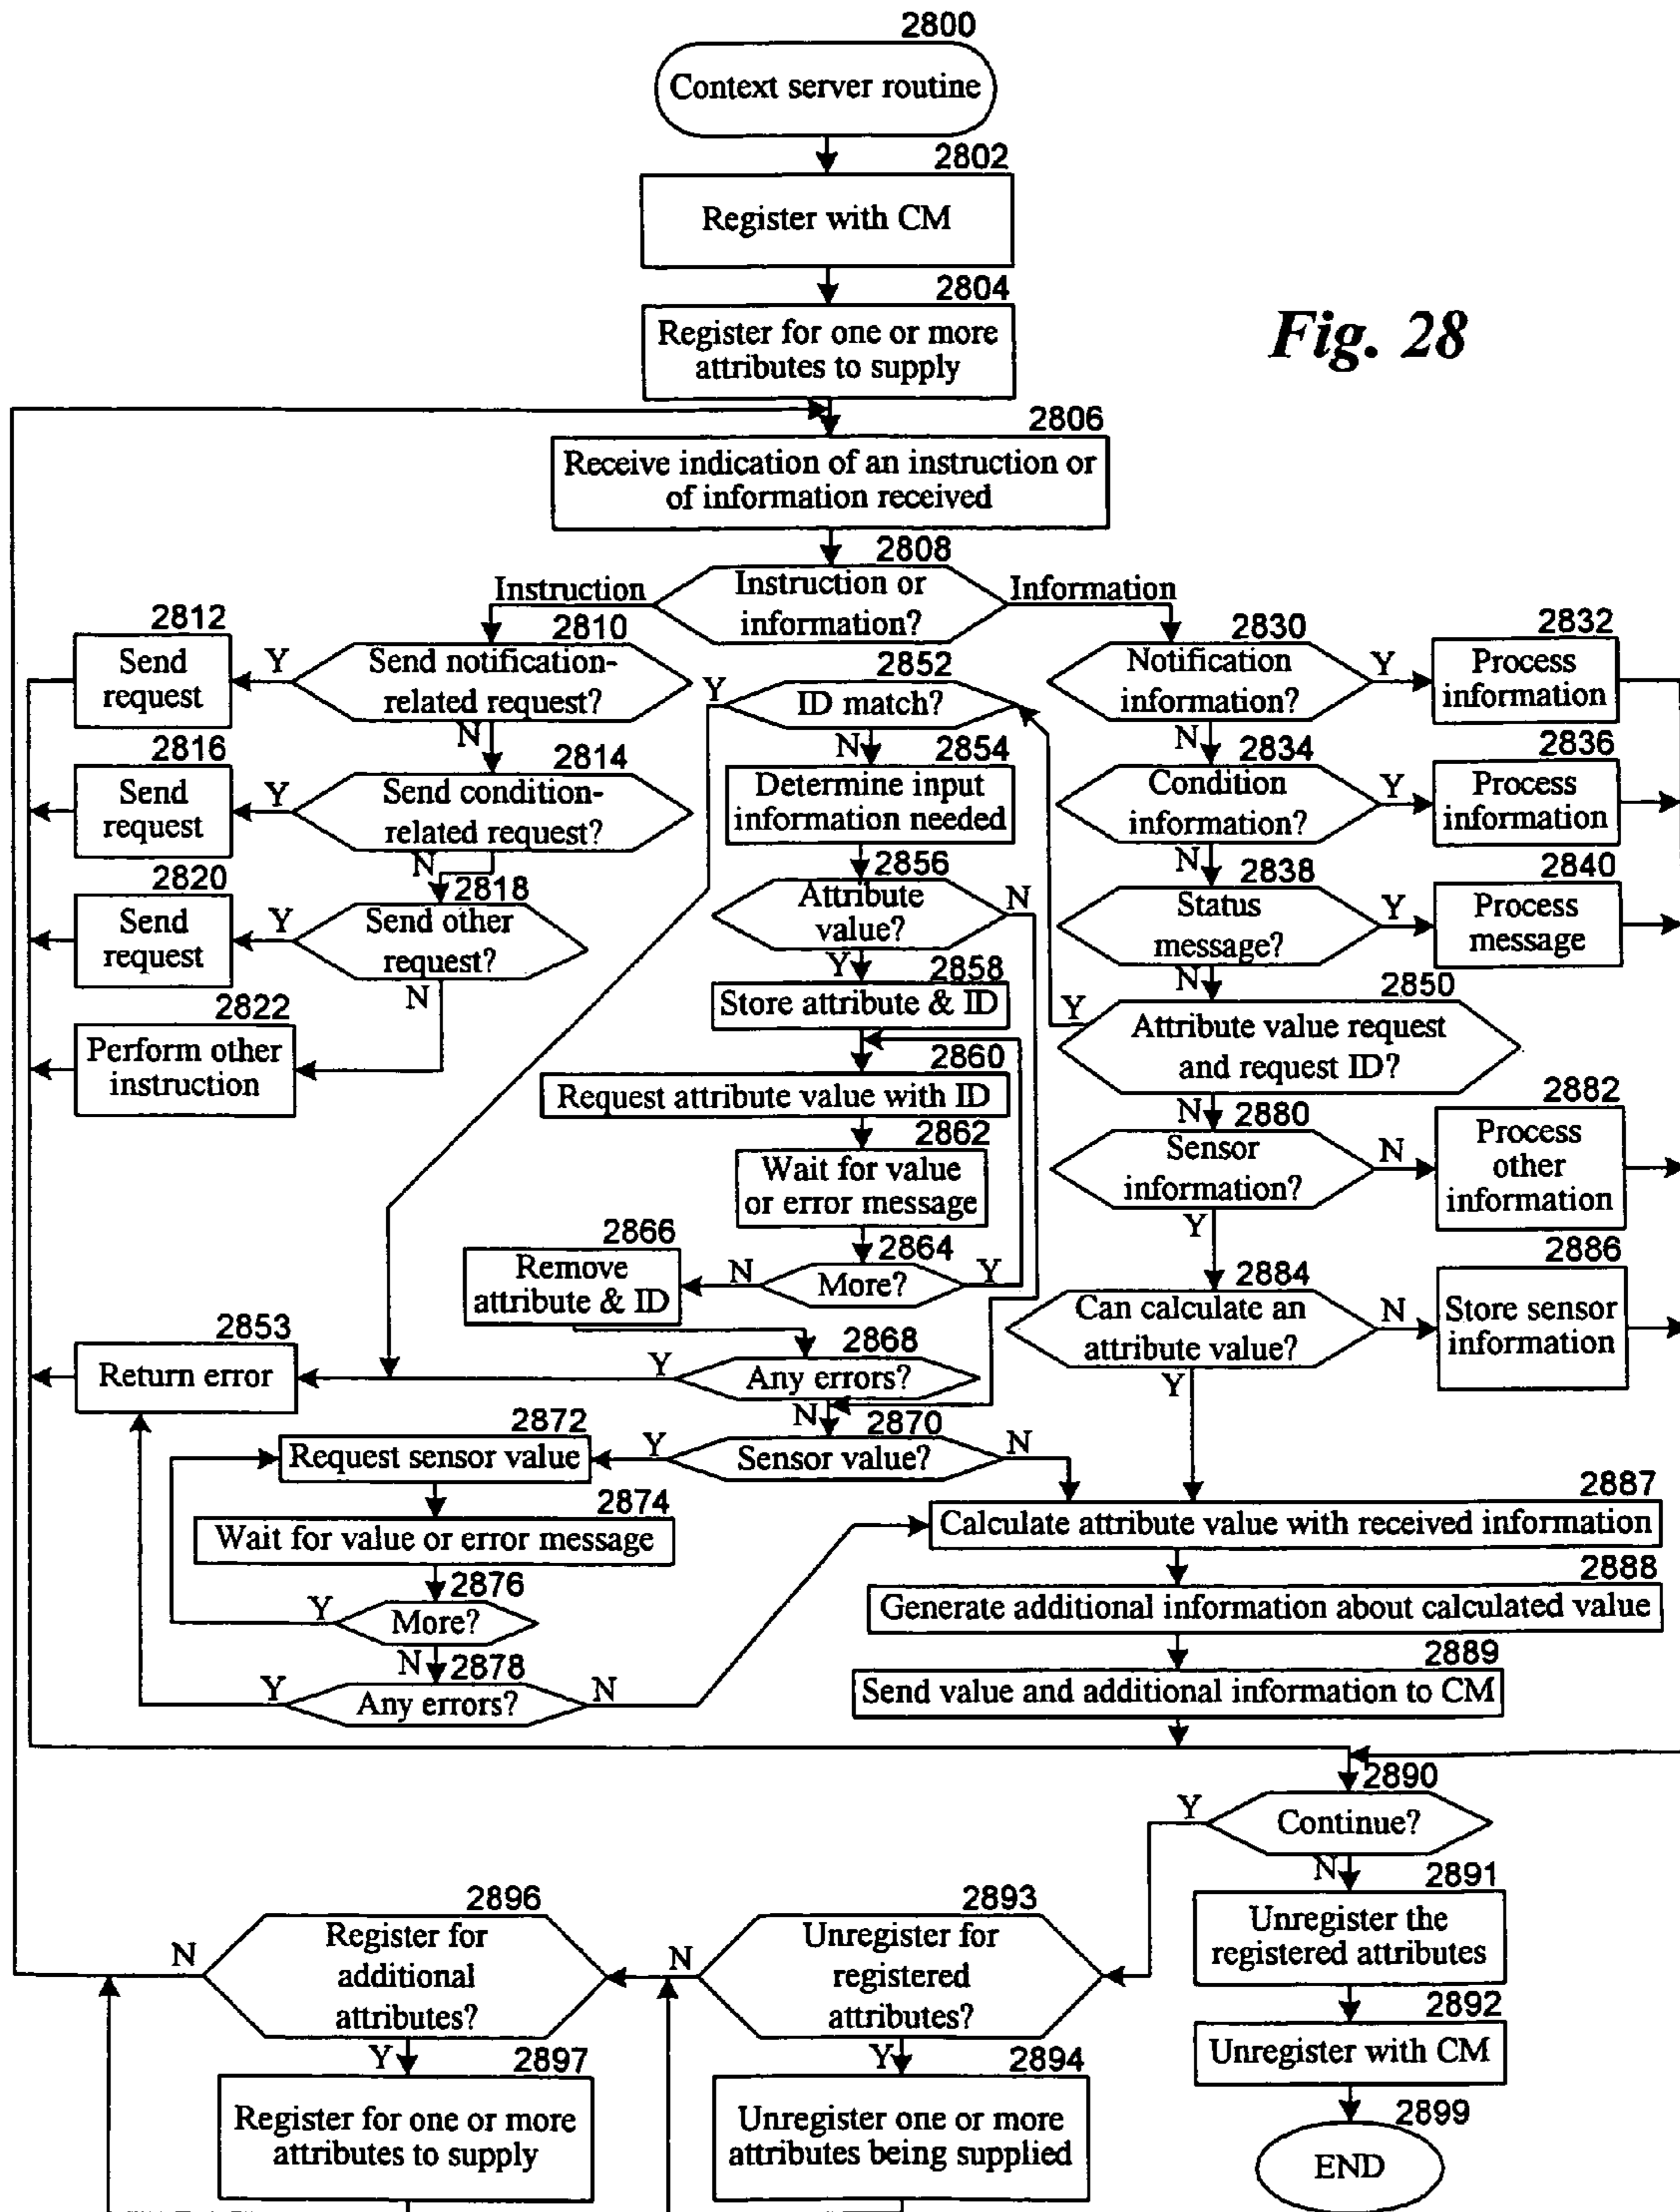 2800
Context server routine
2802
Register with CM
2804
Register for one or more
attributes to supply
Fig. 28
2806
Receive indication of an instruction or
of information received
2808
Instruction or
information?
Instruction
Information
2810
Send notification-
related request?
Y
N
2812
Send
request
2814
Send condition-
related request?
Y
N
2816
Send
request
2818
Send other
request?
Y
N
2820
Send
request
2822
Perform other
instruction
2830
Notification
information?
Y
N
2832
Process
information
2834
Condition
information?
Y
N
2836
Process
information
2838
Status
message?
Y
N
2840
Process
message
2850
Attribute value request
and request ID?
Y
N
2852
ID match?
Y
N
2854
Determine input
information needed
2856
Attribute
value?
N
Y
2858
Store attribute & ID
2860
Request attribute value with ID
2862
Wait for value
or error message
2864
More?
N
Y
2866
Remove
attribute & ID
2868
Any errors?
Y
N
2853
Return error
2870
Sensor value?
Y
N
2872
Request sensor value
2874
Wait for value or error message
2876
More?
Y
N
2878
Any errors?
Y
N
2880
Sensor
information?
N
Y
2882
Process
other
information
2884
Can calculate an
attribute value?
N
Y
2886
Store sensor
information
2887
Calculate attribute value with received information
2888
Generate additional information about calculated value
2889
Send value and additional information to CM
2890
Continue?
Y
N
2891
Unregister the
registered attributes
2892
Unregister with CM
2899
END
2893
Unregister for
registered
attributes?
N
Y
2894
Unregister one or more
attributes being supplied
2896
Register for
additional
attributes?
N
Y
2897
Register for one or more
attributes to supply